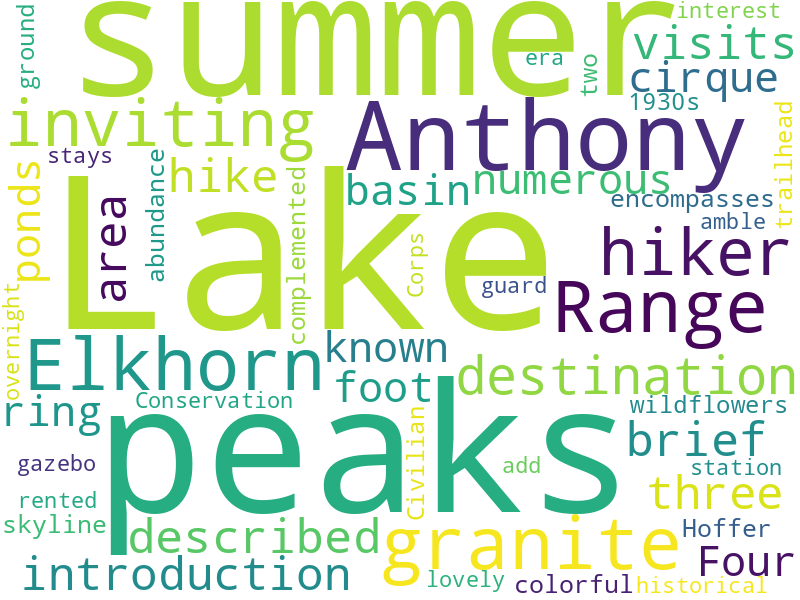 summer
interest
ground
era
two
visits
cirque
1930s
inviting
Anthony
trailhead
stays
hike
abundance
complemented
basin
numerous
encompasses
amble
ponds
area
Lake
Corps
guard
hiker
Range
overnight
Elkhorn
known
foot
destination
ring
Conservation
peaks
Civilian
wildflowers
brief
gazebo
add
station
rented
three
skyline
described
granite
Hoffer
Four
introduction
lovely
colorful
historical